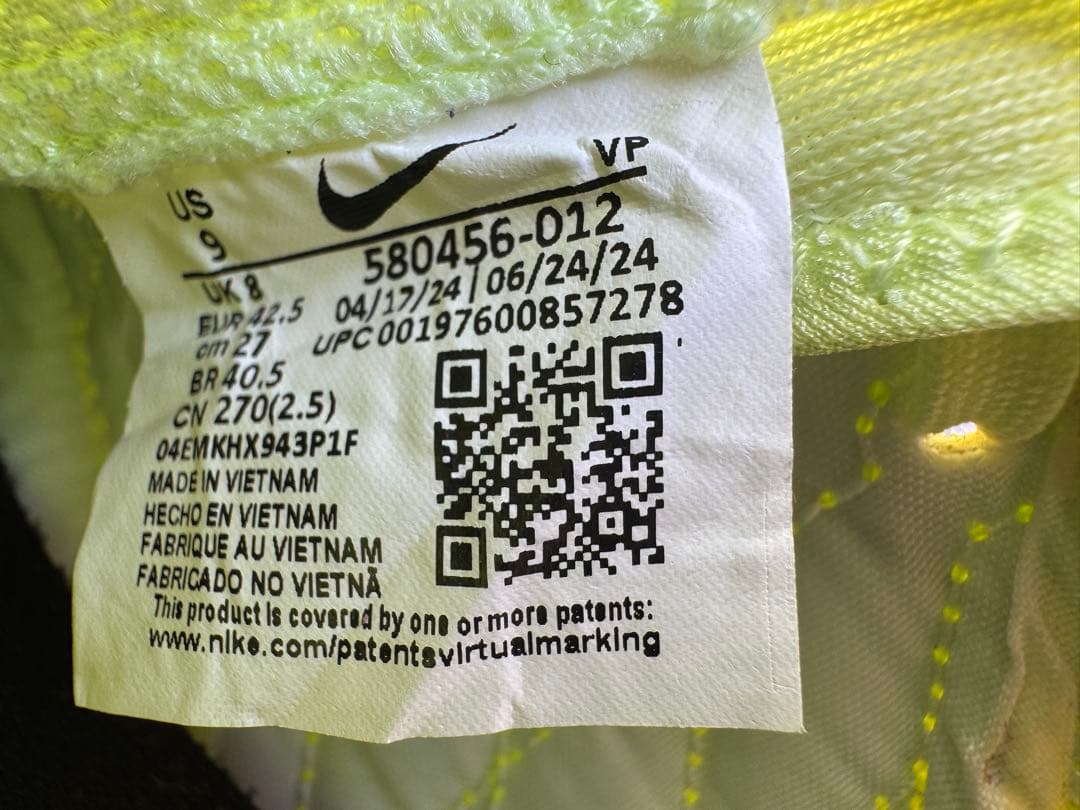 US
9
VP
580456-012
UK 8
04/17/24 | 06/24/24
EUR 42.5
UPC 00197600857278
cm 27
BR 40.5
CN 270(2.5)
04EMKHX943P1F
MADE IN VIETNAM
HECHO EN VIETNAM
FABRIQUE AU VIETNAM
FABRICADO NO VIETNÃ
This product is covered by one or more patents:
www.nike.com/patentsvirtualmarking